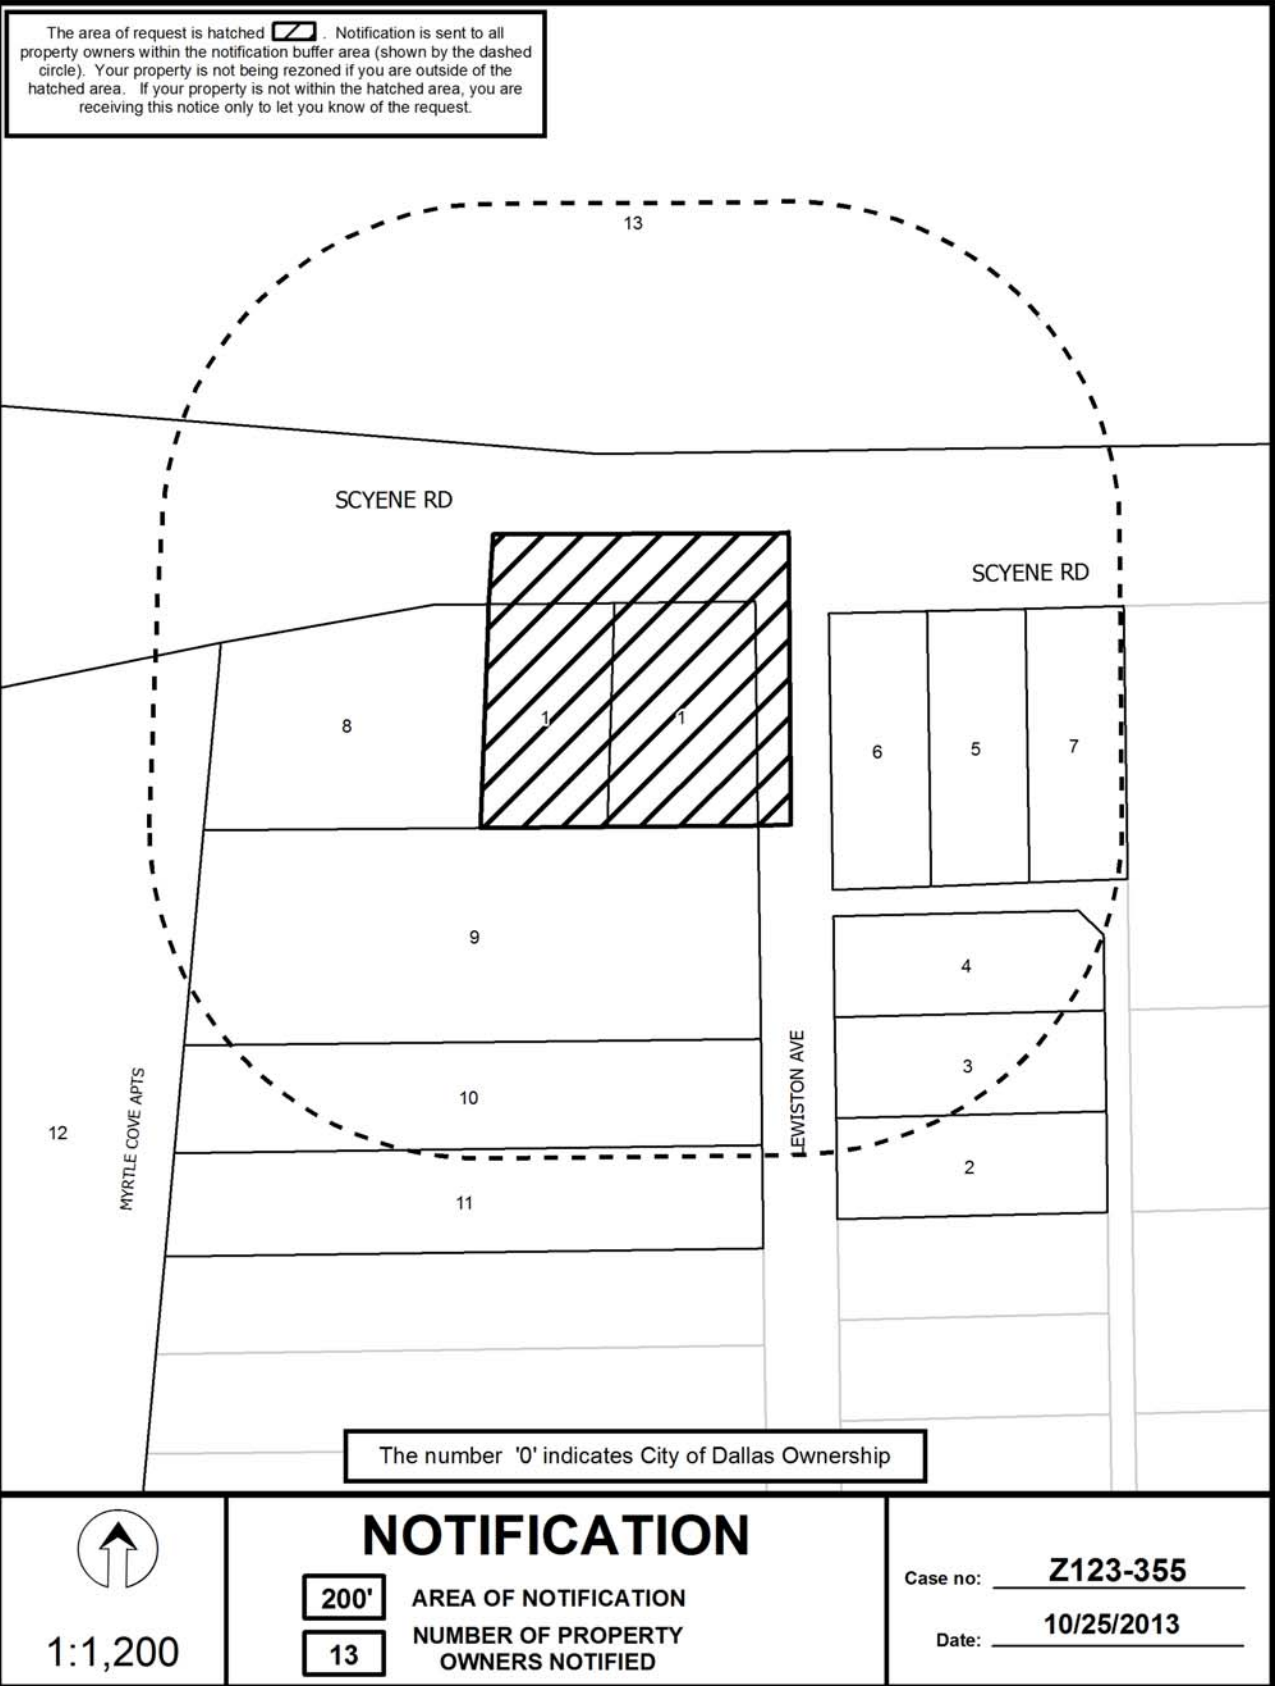 The area of request is hatched . Notification is sent to all
property owners within the notification buffer area (shown by the dashed
circle). Your property is not being rezoned if you are outside of the
hatched area. If your property is not within the hatched area, you are
receiving this notice only to let you know of the request.
13
SCYENE RD
SCYENE RD
8
1
1
6
5
7
9
4
3
LEWISTON AVE
10
MYRTLE COVE APTS
12
2
11
The number '0' indicates City of Dallas Ownership
NOTIFICATION
200' AREA OF NOTIFICATION
13 NUMBER OF PROPERTY
OWNERS NOTIFIED
1:1,200
Case no: Z123-355
Date: 10/25/2013